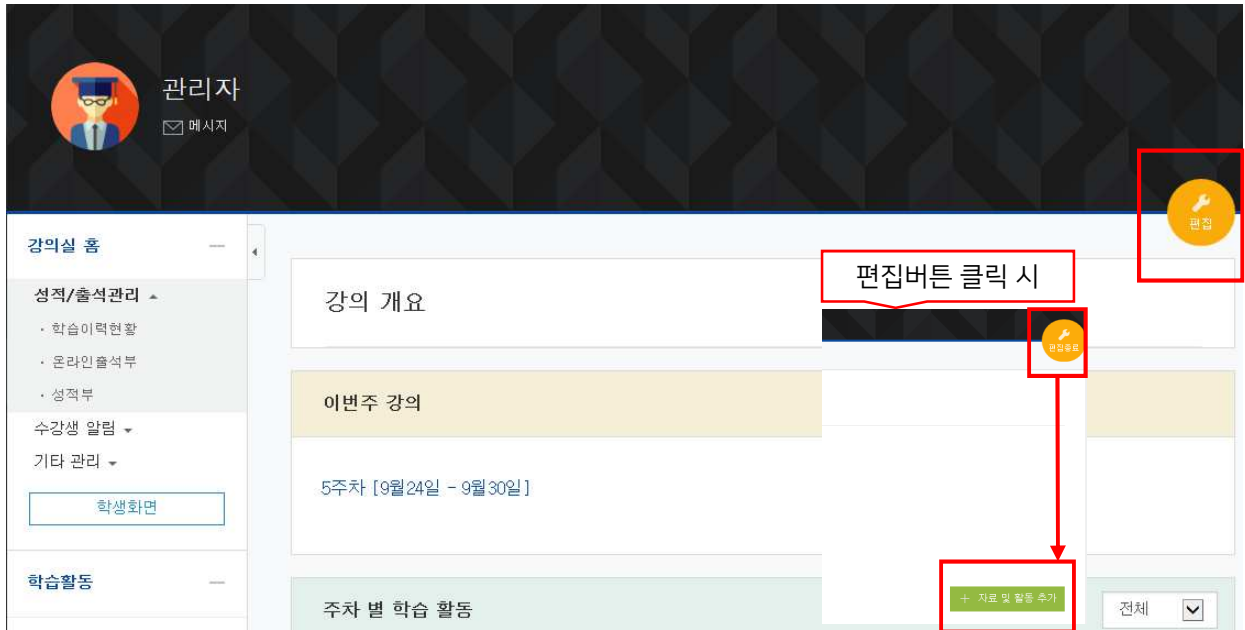 관리자
메시지
편집
강의실 홈
성적/출석관리
· 학습이력현황
· 온라인출석부
· 성적부
수강생 알림
기타 관리
학생화면
학습활동
강의 개요
편집버튼 클릭 시
편집종료
이번주 강의
5주차 [9월24일 - 9월30일]
+ 자료 및 활동 추가
주차 별 학습 활동
전체